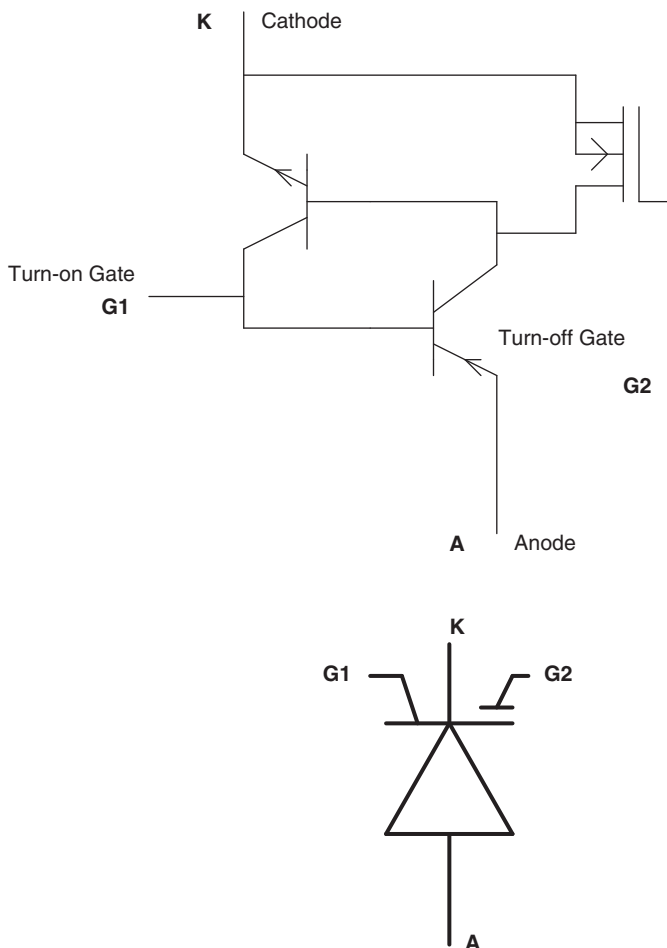 K Cathode
Turn-on Gate
G1
Turn-off Gate
G2
A Anode
K
G1 G2
A